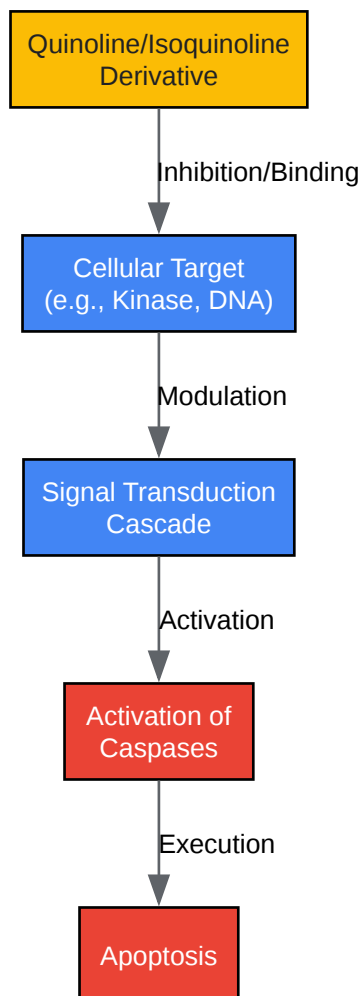 Quinoline/Isoquinoline
Derivative
Inhibition/Binding
Cellular Target
(e.g., Kinase, DNA)
Modulation
Signal Transduction
Cascade
Activation
Activation of
Caspases
Execution
Apoptosis